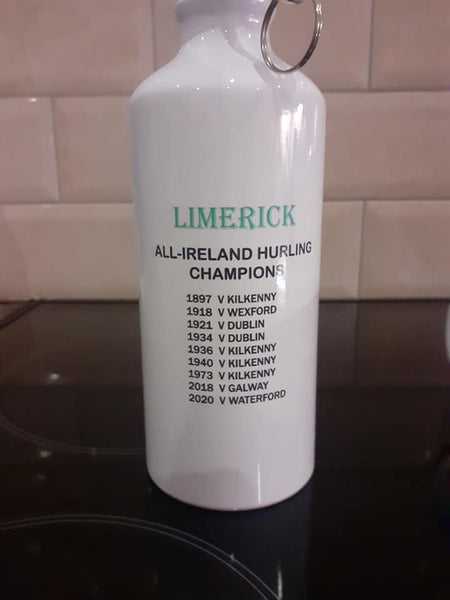 LIMERICK
ALL-IRELAND HURLING
CHAMPIONS
1897 V KILKENNY
1918 V WEXFORD
1921 V DUBLIN
1934 V DUBLIN
1936 V KILKENNY
1940 V KILKENNY
1973 V KILKENNY
2018 V GALWAY
2020 V WATERFORD